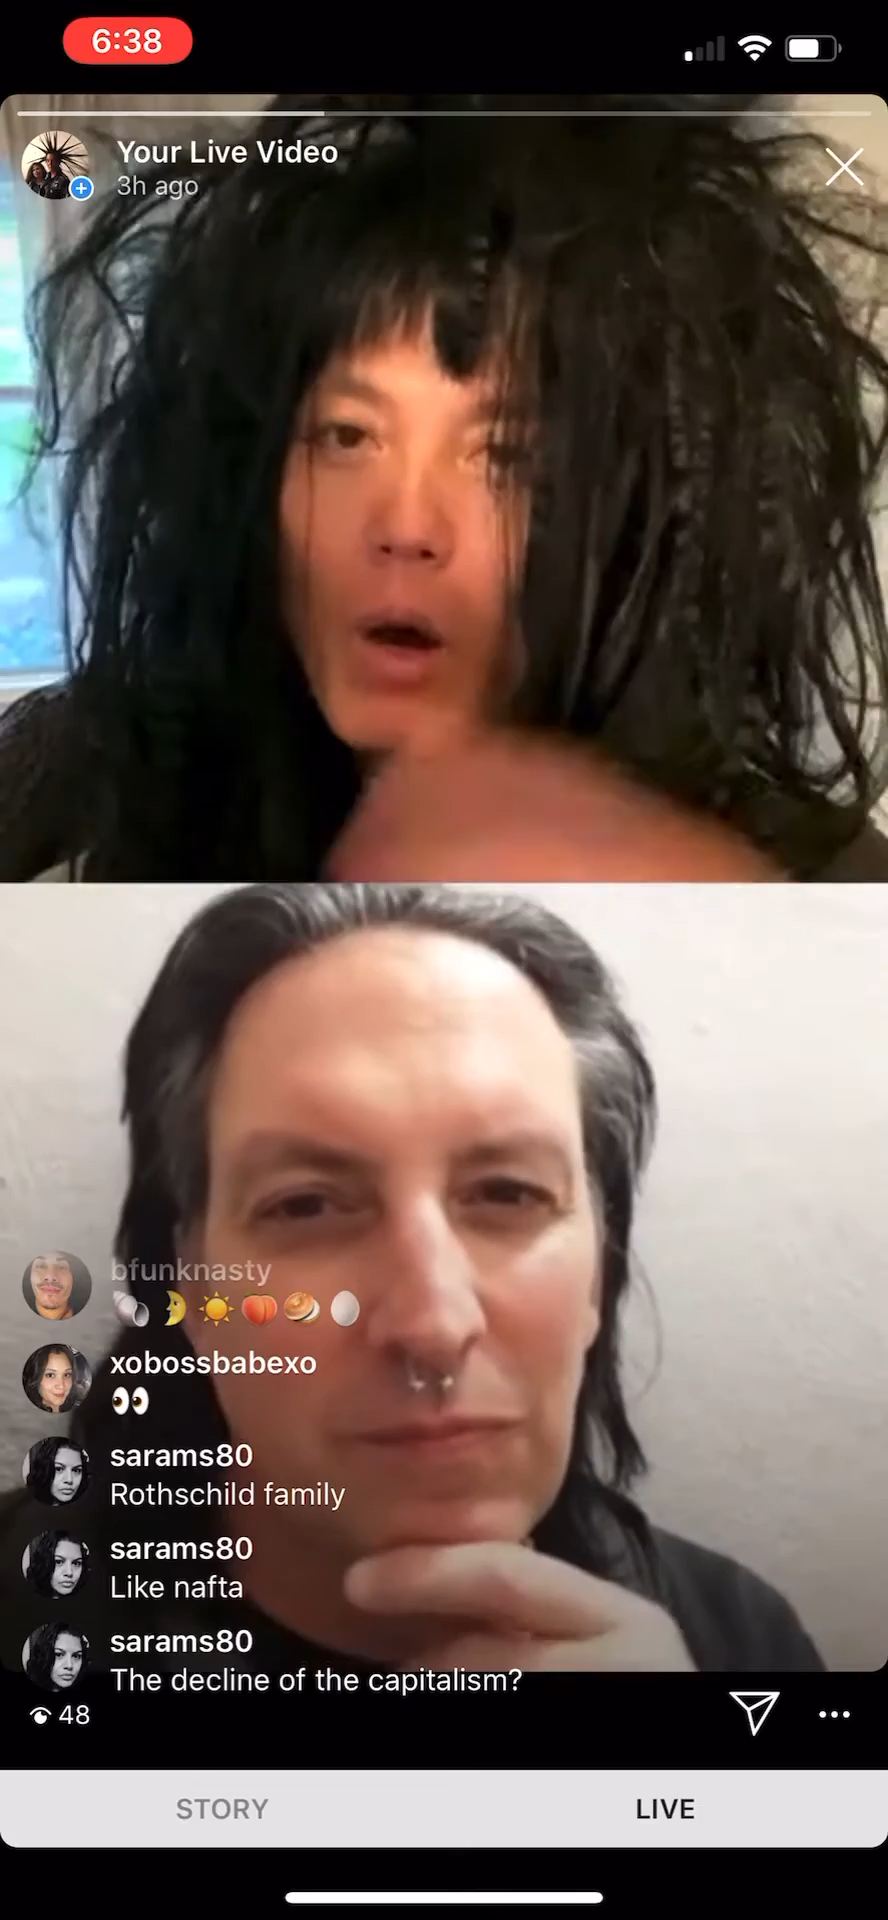 6:38
Your Live Video
3h ago
bfunknasty
🐚🌛☀️🍑🥯🥚
xobossbabexo
👀
sarams80
Rothschild family
sarams80
Like nafta
sarams80
The decline of the capitalism?
48
STORY
LIVE